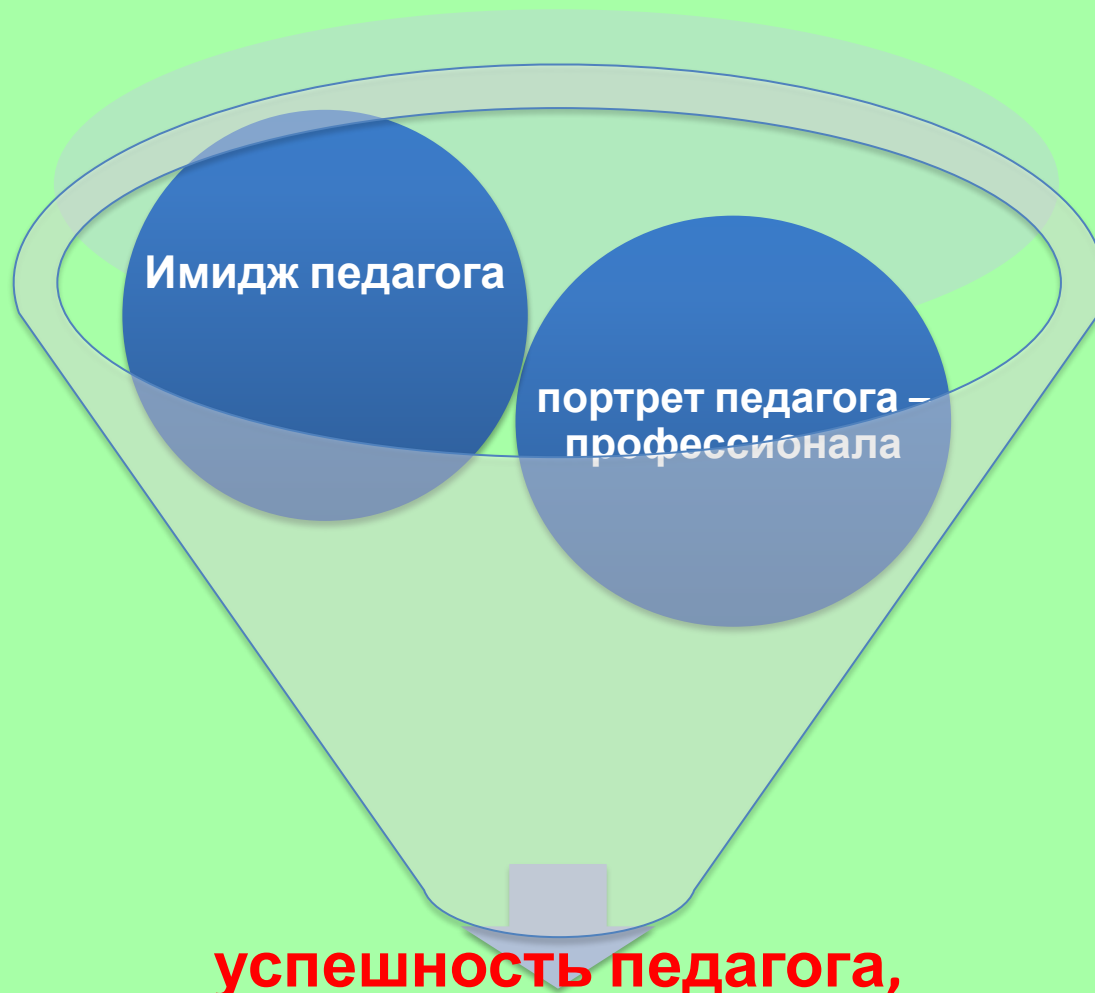 Имидж педагога
портрет педагога –
профессионала
успешность педагога,